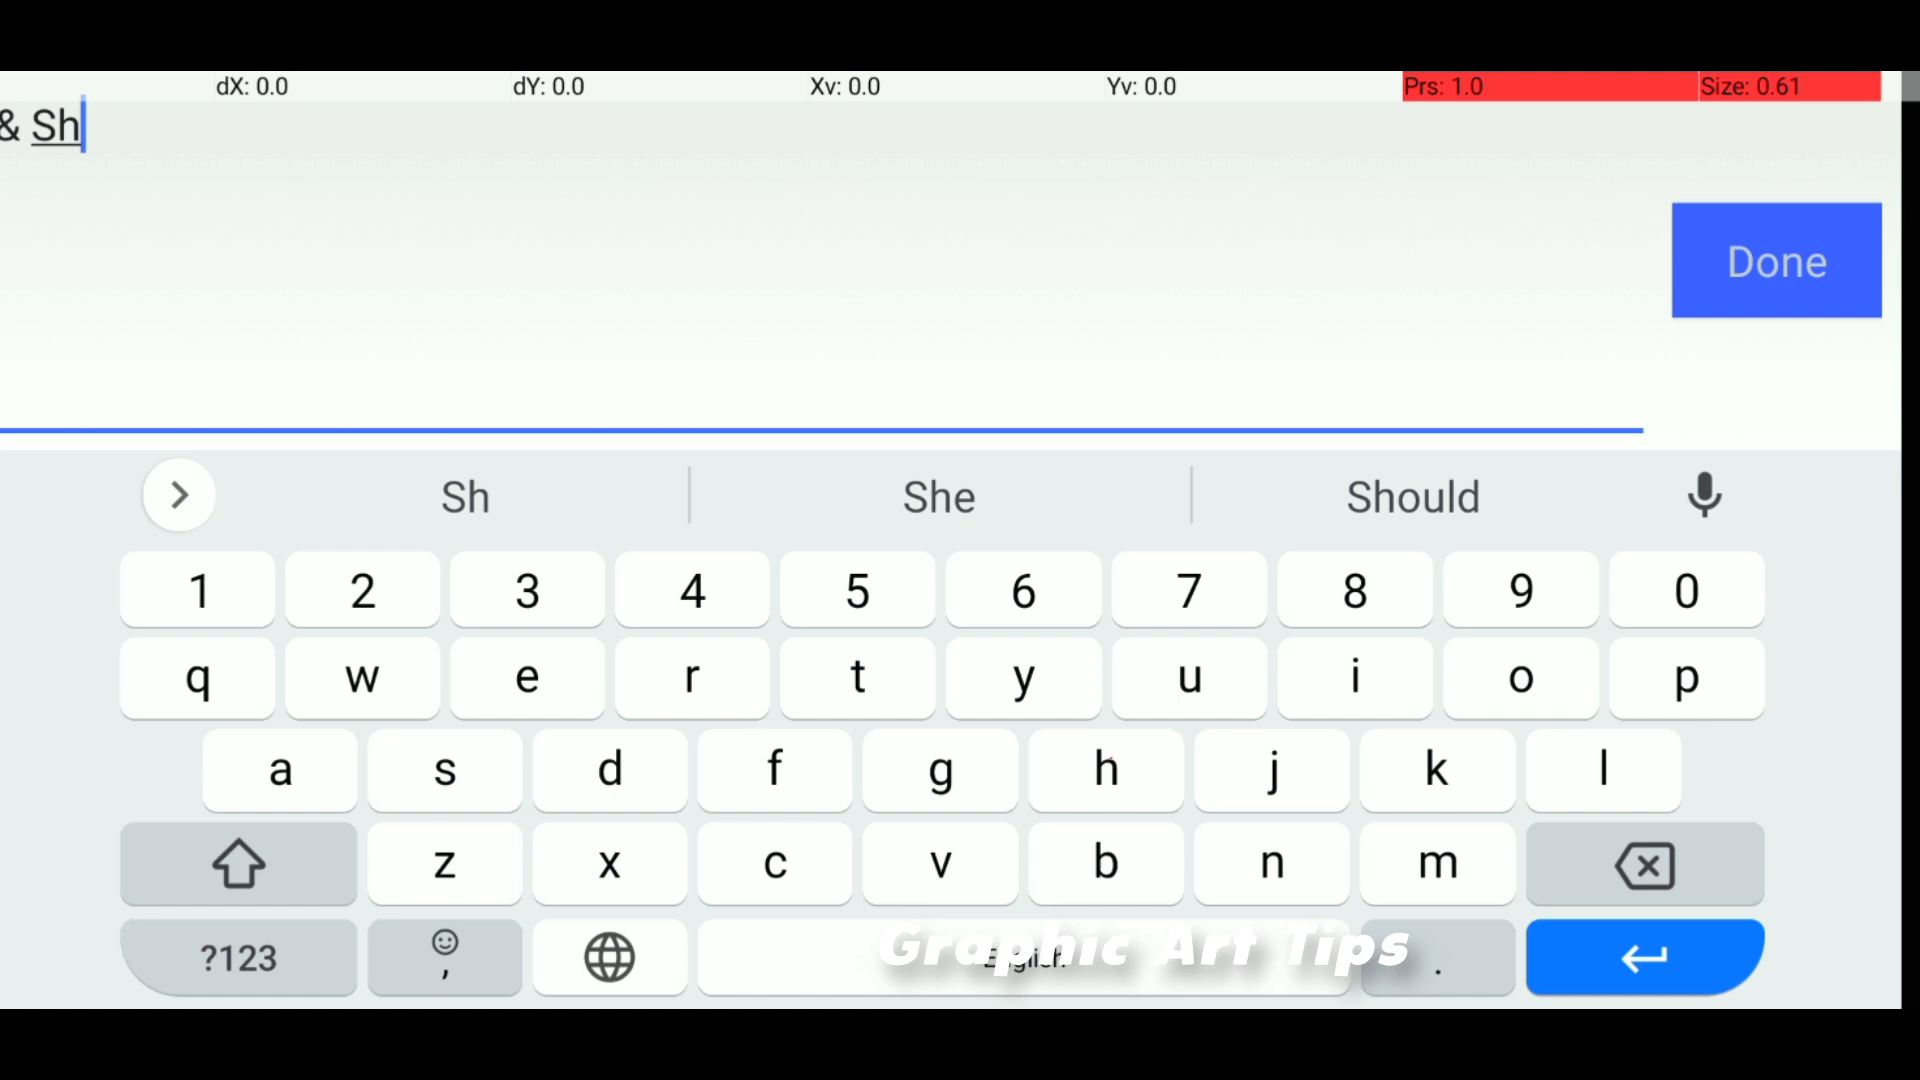 dX: 0.0 dY: 0.0 Xv: 0.0 Yv: 0.0 Prs: 1.0 Size: 0.61
& Sh
Done
Sh She Should
1 2 3 4 5 6 7 8 9 0
q w e r t y u i o p
a s d f g h j k l
z x c v b n m
?123 , English .
Graphic Art Tips